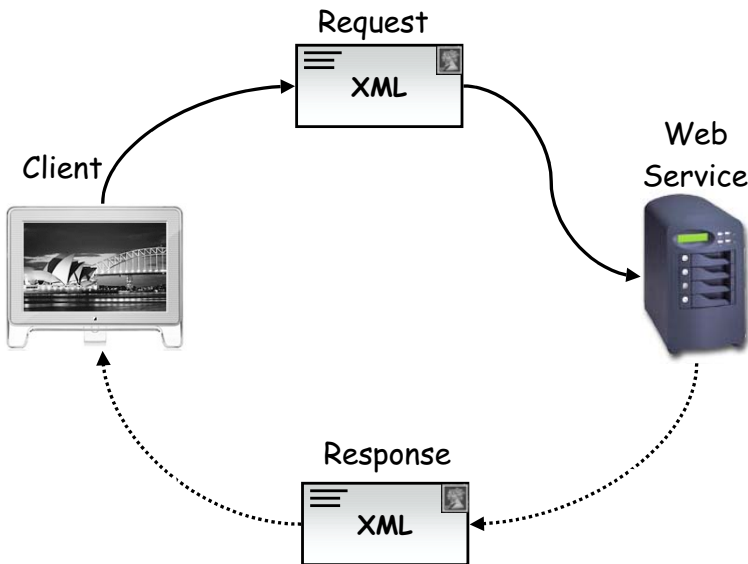 Request
XML
Web
Service
Client
Response
XML